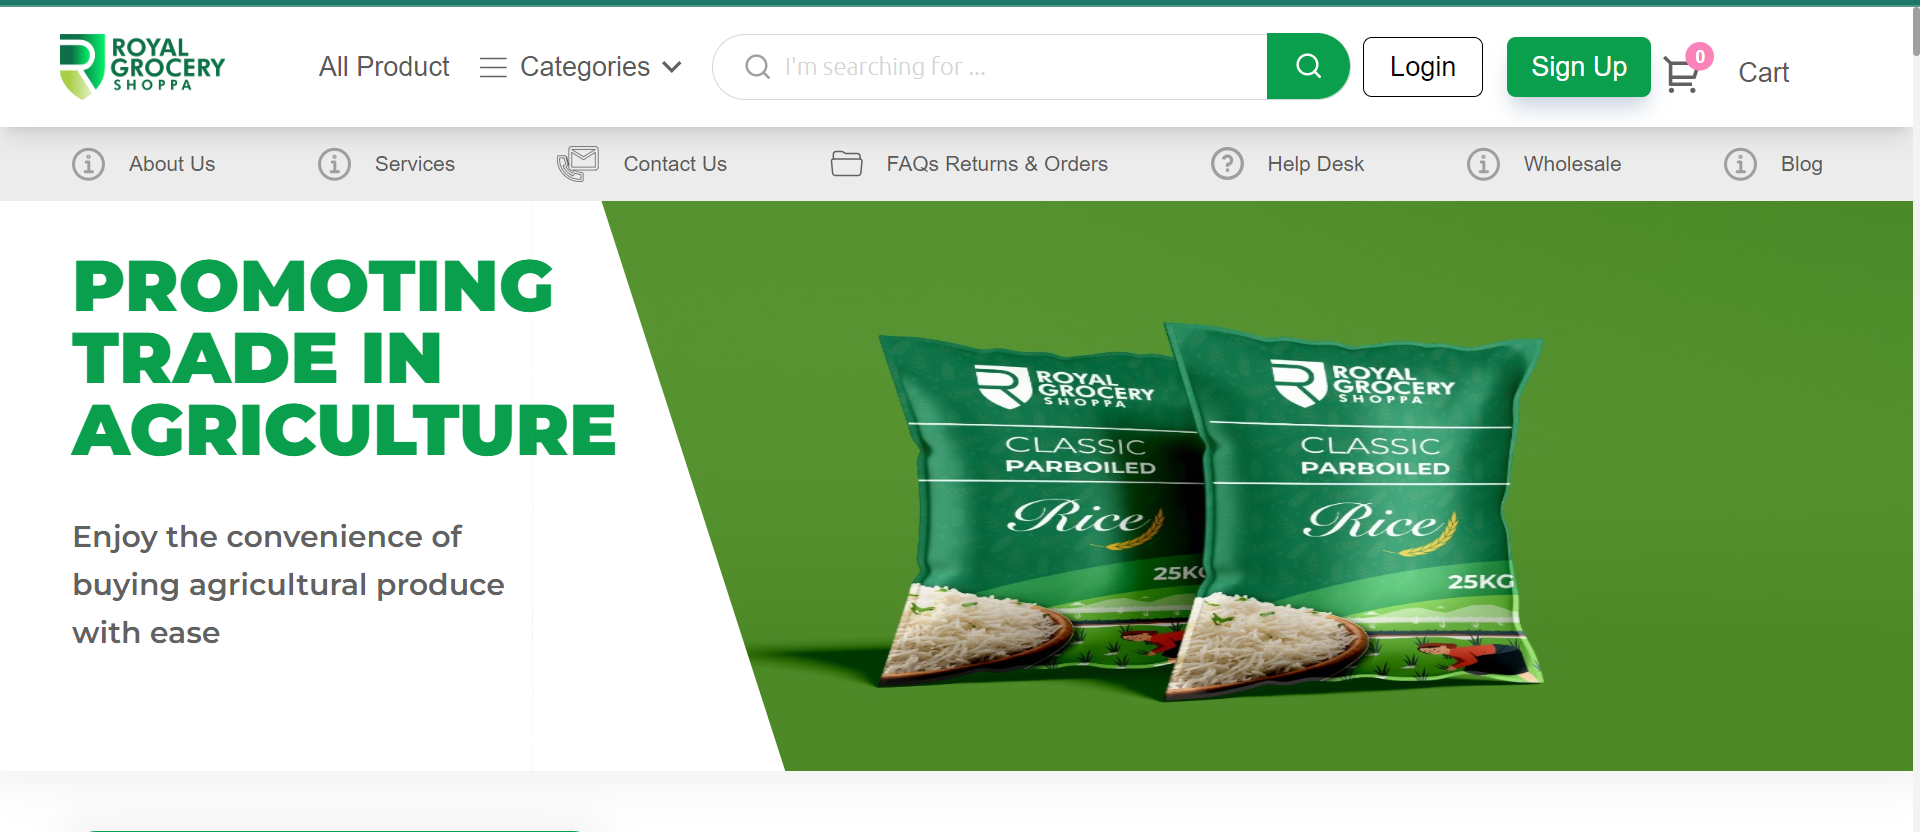 ROYAL
GROCERY
SHOPPA
All Product
Categories
I'm searching for ...
Login
Sign Up
0
Cart
About Us
Services
Contact Us
FAQs Returns & Orders
Help Desk
Wholesale
Blog
PROMOTING
TRADE IN
AGRICULTURE
Enjoy the convenience of
buying agricultural produce
with ease
ROYAL
GROCERY
SHOPPA
CLASSIC
PARBOILED
Rice
25KG
ROYAL
GROCERY
SHOPPA
CLASSIC
PARBOILED
Rice
25KG